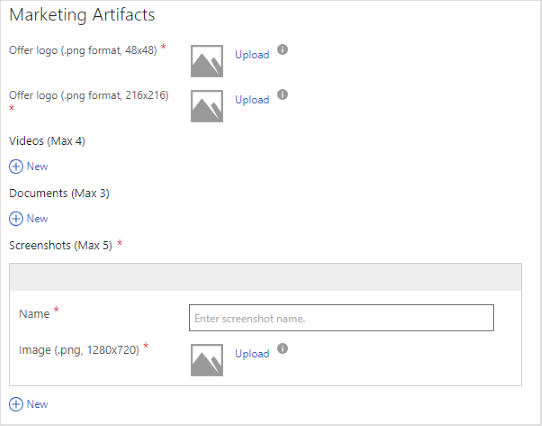 Marketing Artifacts
Offer logo (.png format, 48x48) * Upload
Offer logo (.png format, 216x216) Upload
*
Videos (Max 4)
New
Documents (Max 3)
New
Screenshots (Max 5) *
Name * Enter screenshot name.
Image (.png, 1280x720) * Upload
New